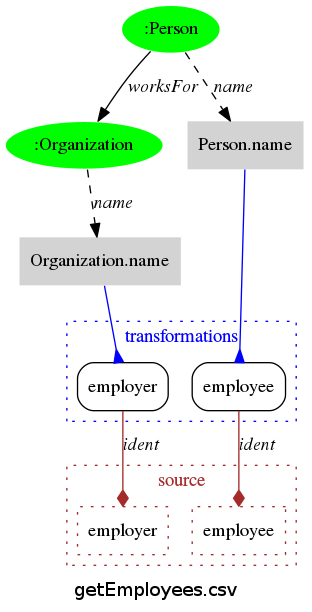 :Person
worksFor
name
:Organization
Person.name
name
Organization.name
transformations
employer
employee
ident
ident
source
employer
employee
getEmployees.csv